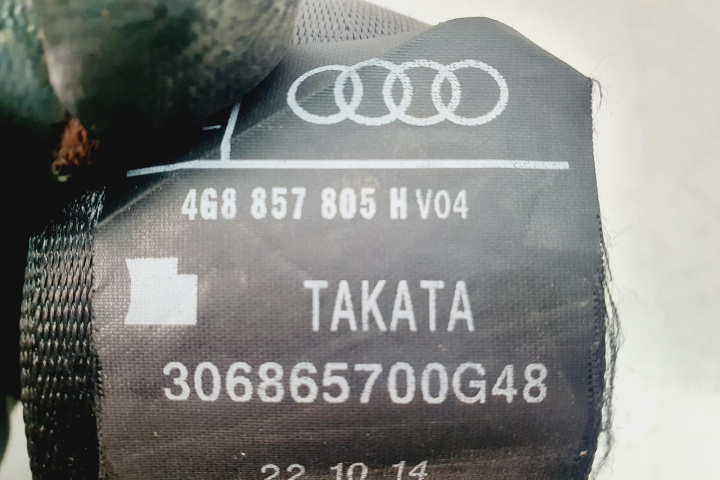 4G8 857 805 H V04
TAKATA
306865700G48
22 10 14